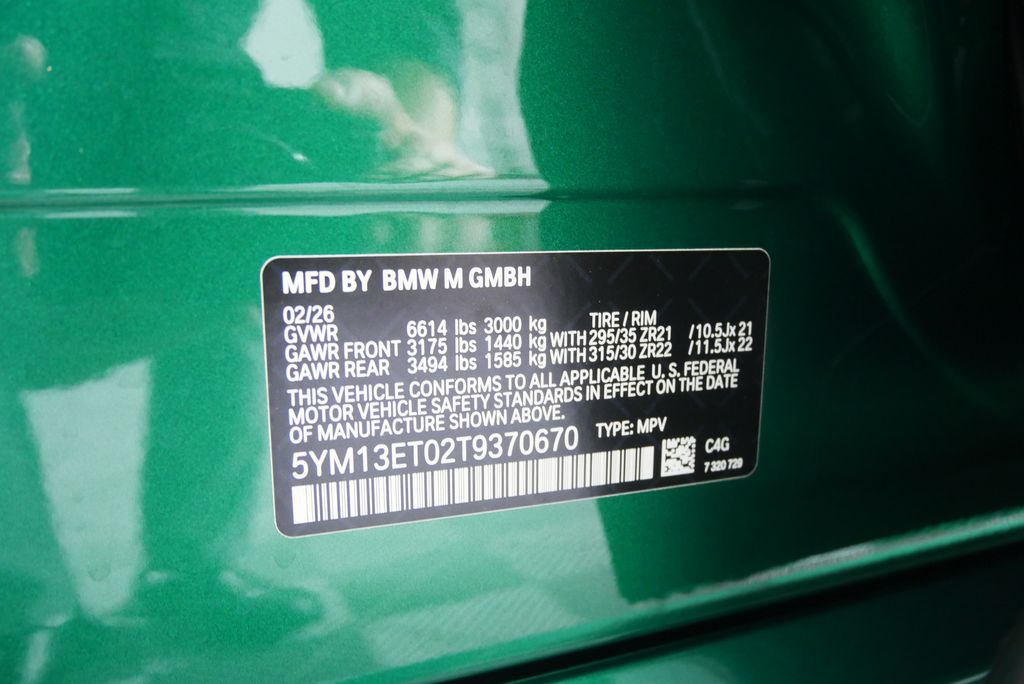 MFD BY BMW M GMBH
02/26 TIRE / RIM
GVWR 6614 lbs 3000 kg
GAWR FRONT 3175 lbs 1440 kg WITH 295/35 ZR21 /10.5Jx 21
GAWR REAR 3494 lbs 1585 kg WITH 315/30 ZR22 /11.5Jx 22
THIS VEHICLE CONFORMS TO ALL APPLICABLE U.S. FEDERAL
MOTOR VEHICLE SAFETY STANDARDS IN EFFECT ON THE DATE
OF MANUFACTURE SHOWN ABOVE.
5YM13ET02T9370670 TYPE: MPV
C4G
7 320 729